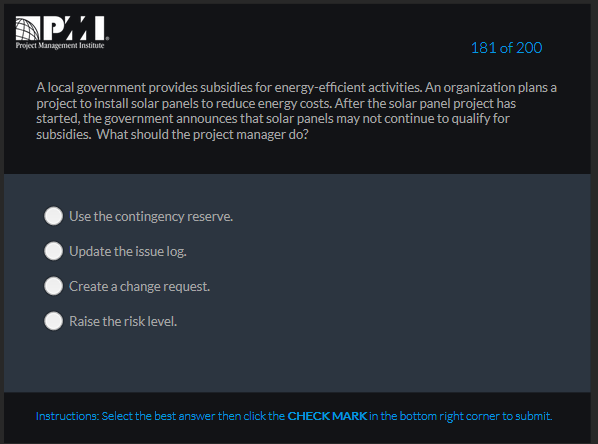 PMI
Project Management Institute
181 of 200
A local government provides subsidies for energy-efficient activities. An organization plans a
project to install solar panels to reduce energy costs. After the solar panel project has
started, the government announces that solar panels may not continue to qualify for
subsidies.  What should the project manager do?
Use the contingency reserve.
Update the issue log.
Create a change request.
Raise the risk level.
Instructions: Select the best answer then click the CHECK MARK in the bottom right corner to submit.